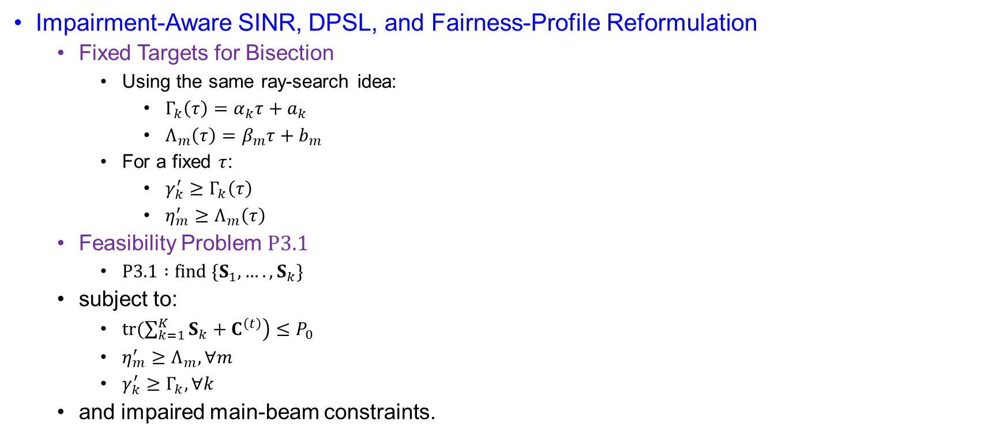 • Impairment-Aware SINR, DPSL, and Fairness-Profile Reformulation
• Fixed Targets for Bisection
• Using the same ray-search idea:
• Γ_k(τ) = α_kτ + a_k
• Λ_m(τ) = β_mτ + b_m
• For a fixed τ:
• γ′_k ≥ Γ_k(τ)
• η′_m ≥ Λ_m(τ)
• Feasibility Problem P3.1
• P3.1 : find {𝐒_1, … . , 𝐒_k}
• subject to:
• tr(∑_{k=1}^{K} 𝐒_k + 𝐂^{(t)}) ≤ P_0
• η′_m ≥ Λ_m, ∀m
• γ′_k ≥ Γ_k, ∀k
• and impaired main-beam constraints.